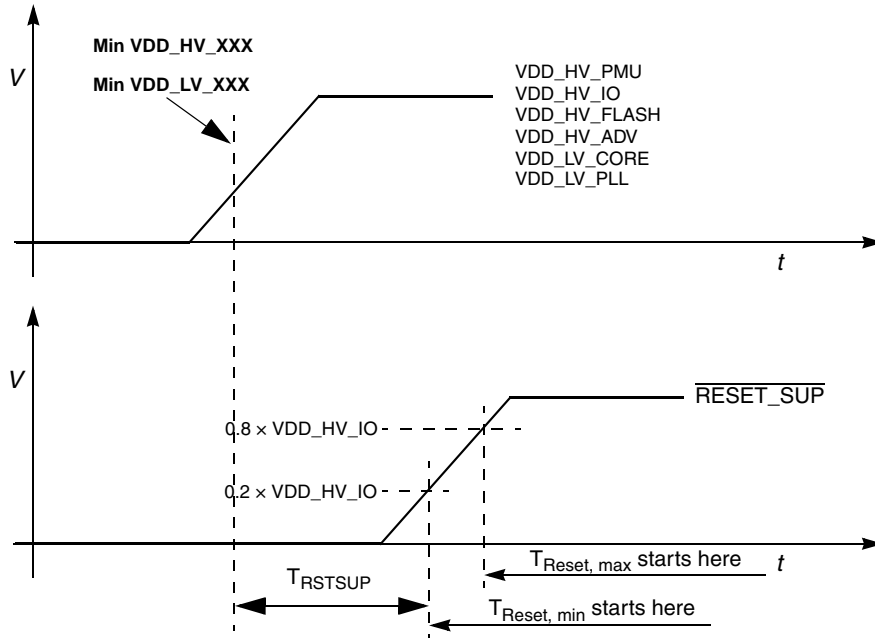 Min VDD_HV_XXX
V
Min VDD_LV_XXX
VDD_HV_PMU
VDD_HV_IO
VDD_HV_FLASH
VDD_HV_ADV
VDD_LV_CORE
VDD_LV_PLL
t
V
RESET_SUP
0.8 × VDD_HV_IO
0.2 × VDD_HV_IO
TReset, max starts here
t
TRSTSUP
TReset, min starts here